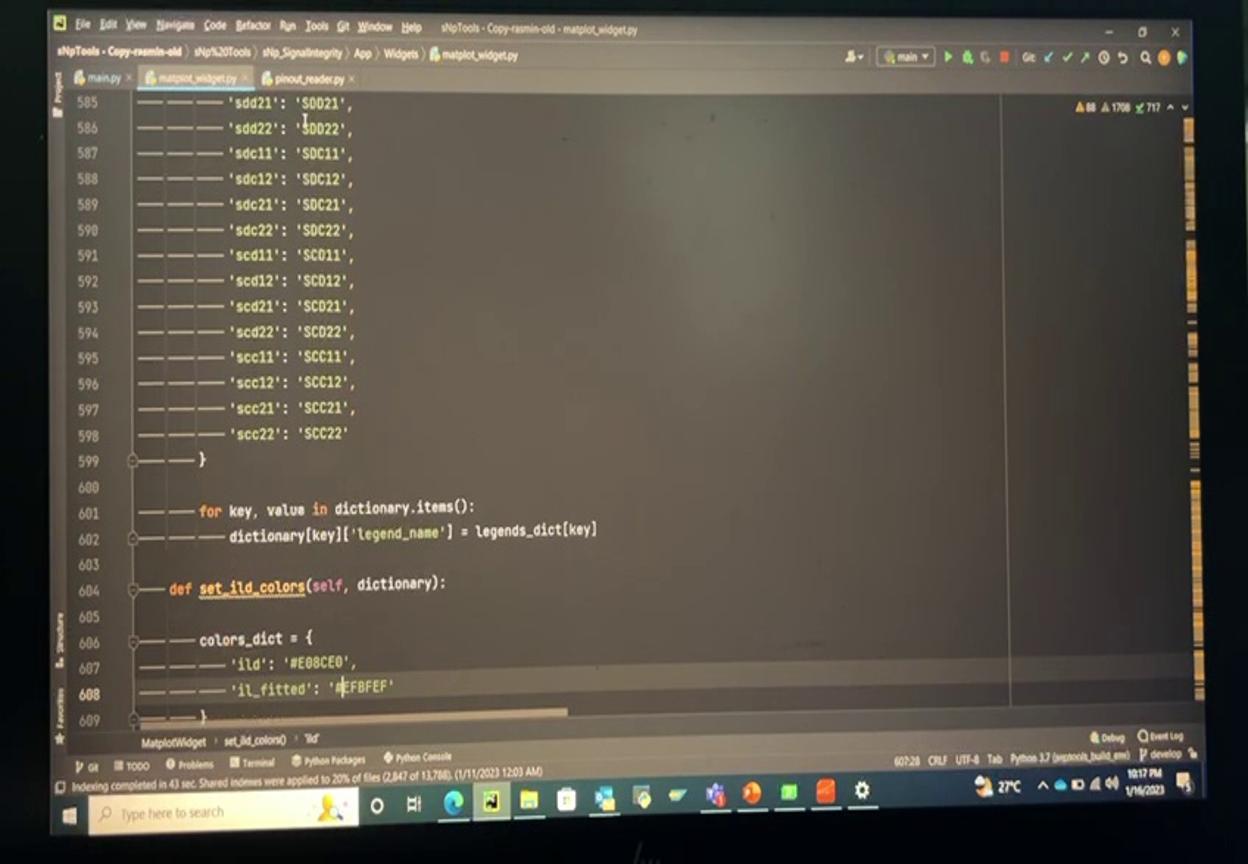 File Edit View Navigate Code Refactor Run Tools Git Window Help sNpTools - Copy-rasmin-old - matplot_widget.py
sNpTools - Copy-rasmin-old sNp%20Tools sNp_SignalIntegrity App Widgets matplot_widget.py main Git:
main.py matplot_widget.py pinout_reader.py
Project
88 1708 717
585 'sdd21': 'SDD21',
586 'sdd22': 'SDD22',
587 'sdc11': 'SDC11',
588 'sdc12': 'SDC12',
589 'sdc21': 'SDC21',
590 'sdc22': 'SDC22',
591 'scd11': 'SCD11',
592 'scd12': 'SCD12',
593 'scd21': 'SCD21',
594 'scd22': 'SCD22',
595 'scc11': 'SCC11',
596 'scc12': 'SCC12',
597 'scc21': 'SCC21',
598 'scc22': 'SCC22'
599 }
600
601 for key, value in dictionary.items():
602 dictionary[key]['legend_name'] = legends_dict[key]
603
604 def set_ild_colors(self, dictionary):
605
606 colors_dict = {
607 'ild': '#E08CE0',
608 'il_fitted': '#EFBFEF'
609 }
Structure
Favorites
MatplotWidget set_ild_colors() 'ild'
Debug Event Log
Git TODO Problems Terminal Python Packages Python Console
607:28 CRLF UTF-8 Tab Python 3.7 develop
Indexing completed in 43 sec. Shared indexes were applied to 20% of files (2,847 of 13,788). (1/11/2023 12:03 AM)
Type here to search
27°C
10:17 PM
1/16/2023